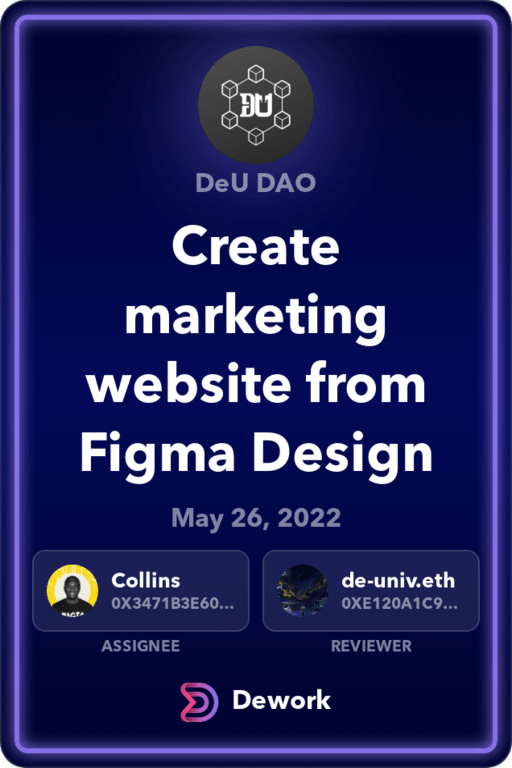 DU
DeU DAO
Create
marketing
website from
Figma Design
May 26, 2022
Collins
0X3471B3E60...
de-univ.eth
0XE120A1C9...
ASSIGNEE
REVIEWER
Dework